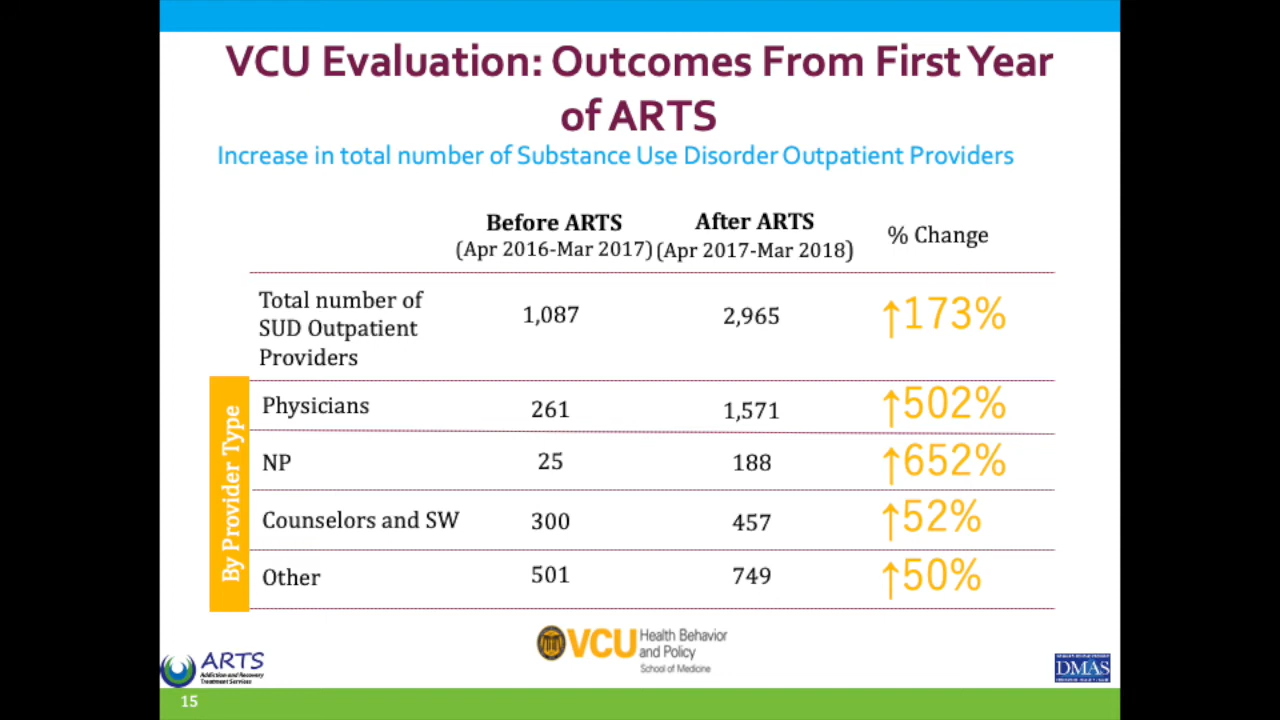 VCU Evaluation: Outcomes From First Year
of ARTS
Increase in total number of Substance Use Disorder Outpatient Providers
Before ARTS
(Apr 2016-Mar 2017)
After ARTS
(Apr 2017-Mar 2018)
% Change
Total number of
SUD Outpatient
Providers
1,087
2,965
↑173%
By Provider Type
Physicians
261
1,571
↑502%
NP
25
188
↑652%
Counselors and SW
300
457
↑52%
Other
501
749
↑50%
ARTS
Addiction and Recovery
Treatment Services
VCU
Health Behavior
and Policy
School of Medicine
DMAS
15